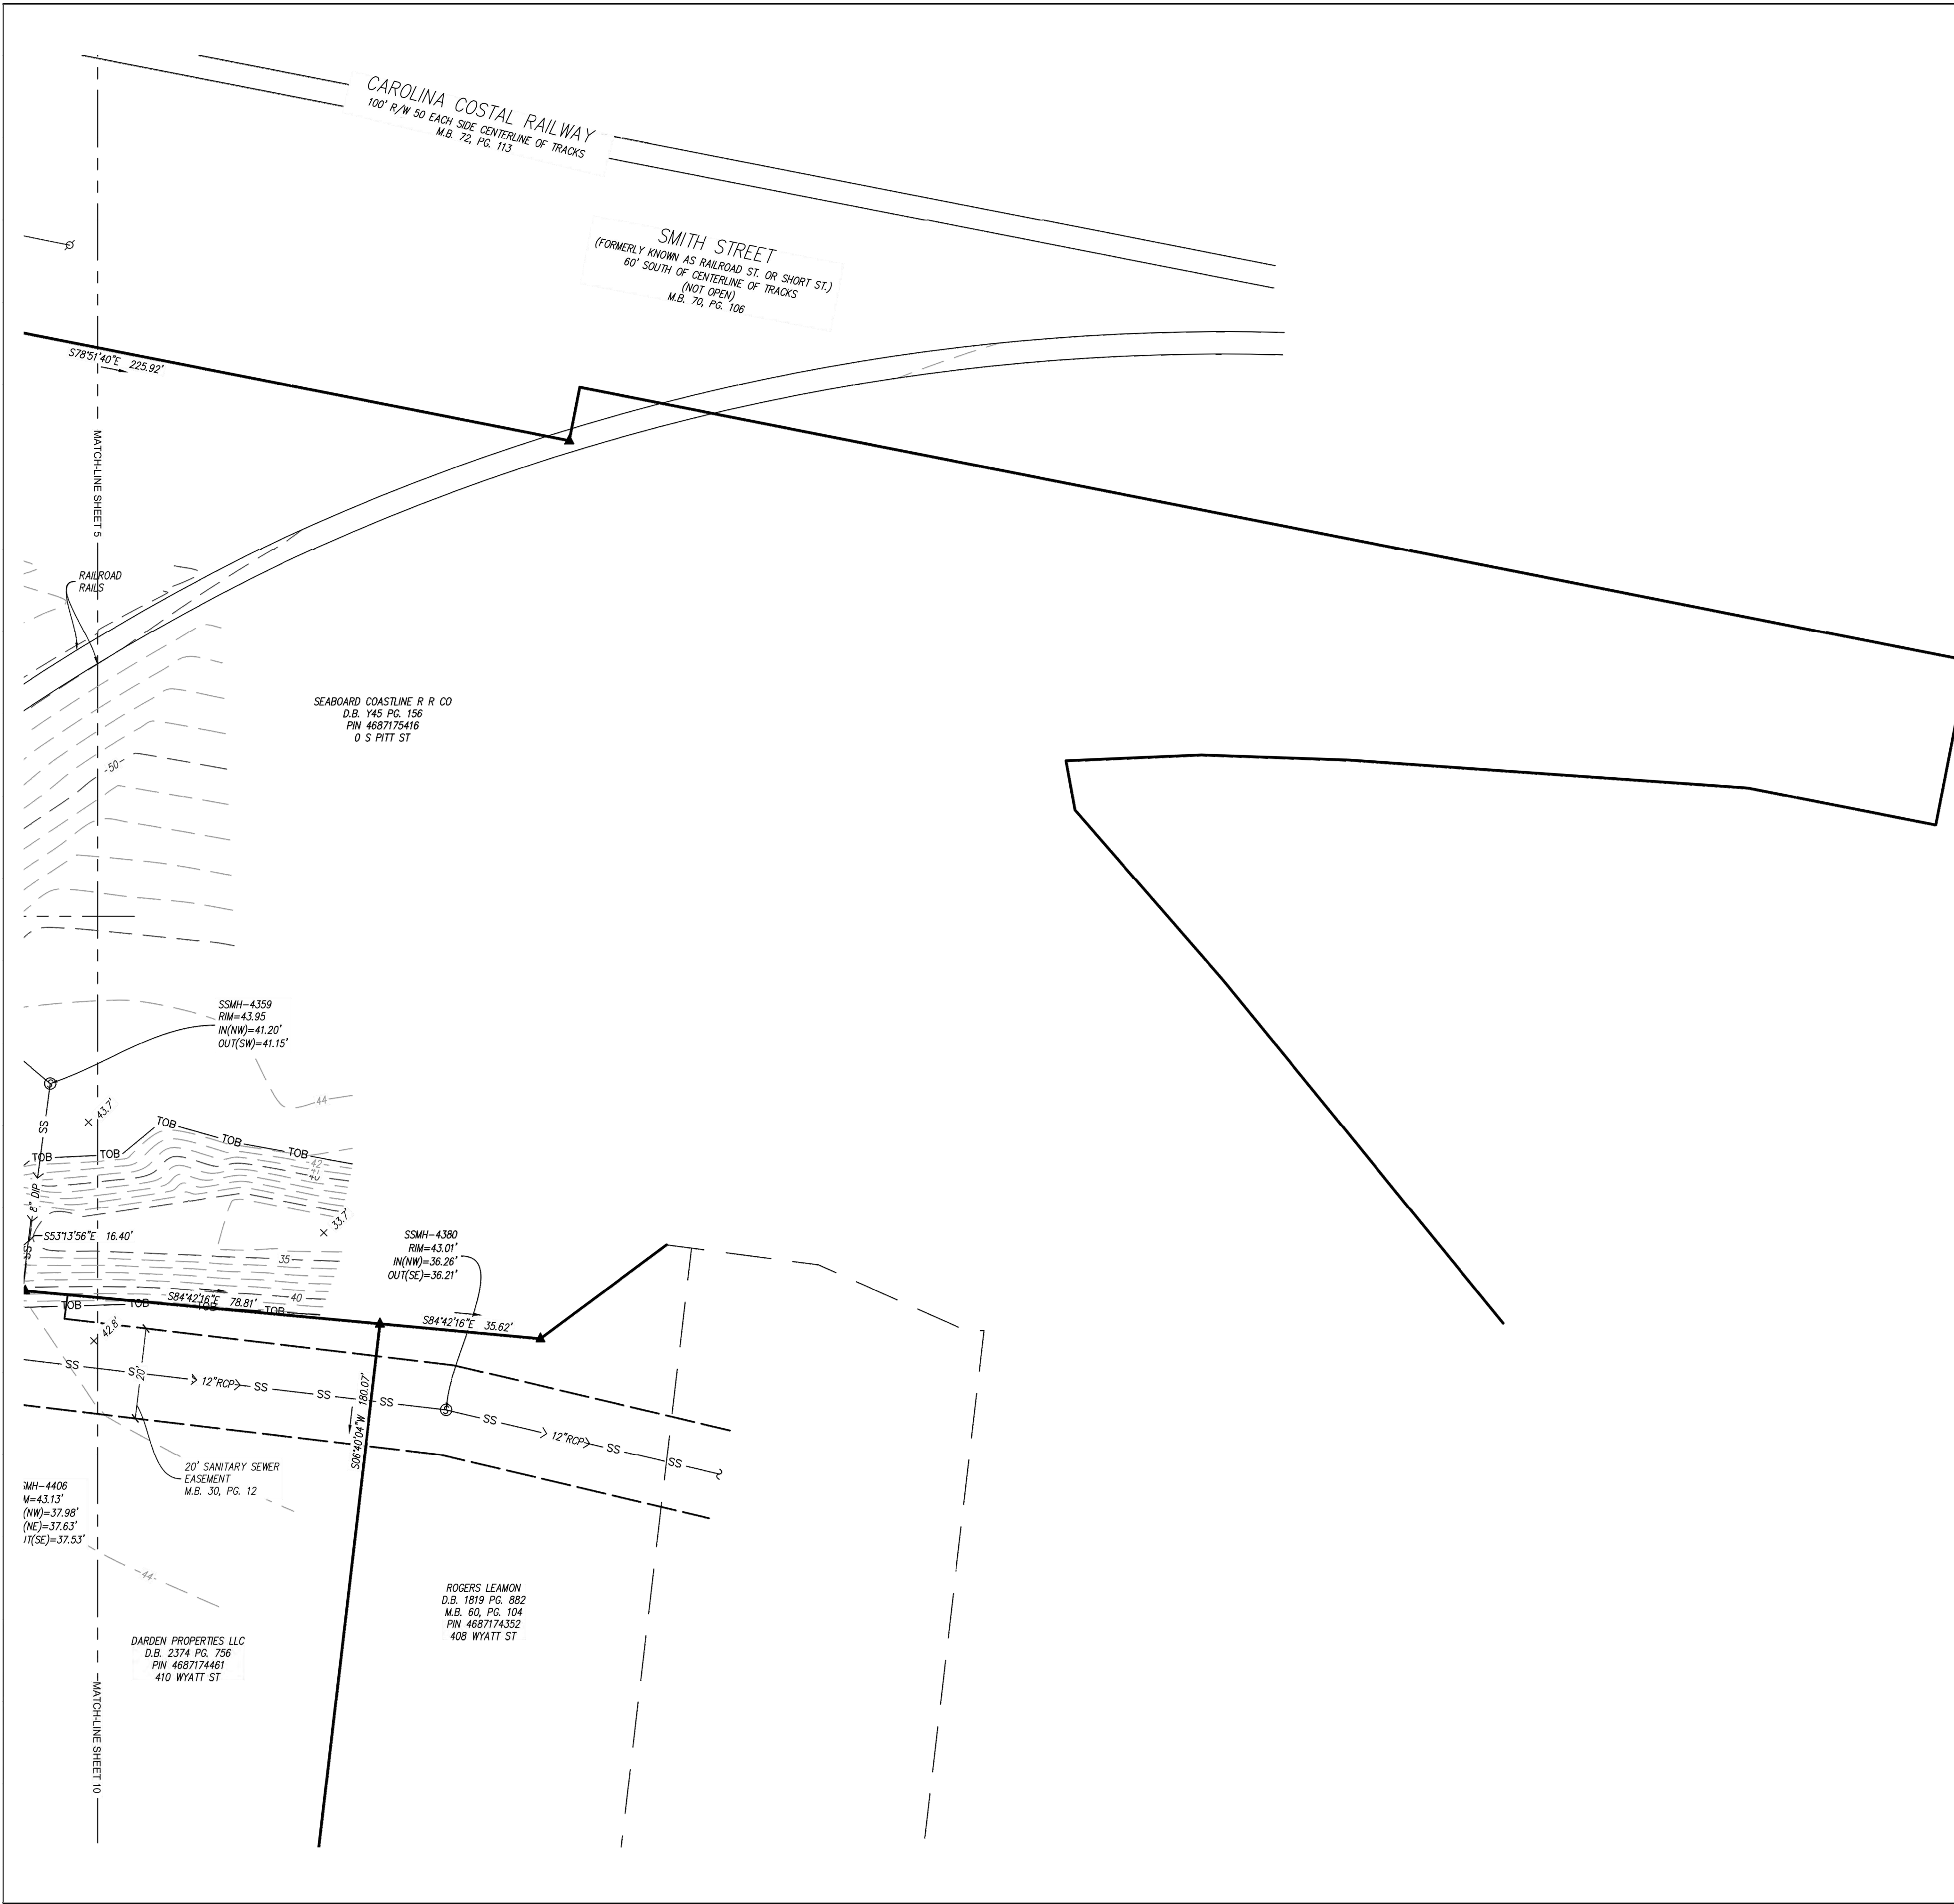 CAROLINA COSTAL RAILWAY
100' R/W 50 EACH SIDE CENTERLINE OF TRACKS
M.B. 72, PG. 113
SMITH STREET
(FORMERLY KNOWN AS RAILROAD ST. OR SHORT ST.)
60' SOUTH OF CENTERLINE OF TRACKS
(NOT OPEN)
M.B. 70, PG. 106
S78°51'40"E 225.92'
MATCH-LINE SHEET 5
RAILROAD
RAILS
SEABOARD COASTLINE R R CO
D.B. Y45 PG. 156
PIN 4687175416
0 S PITT ST
50
SSMH-4359
RIM=43.95
IN(NW)=41.20'
OUT(SW)=41.15'
44
43.7'
SS
TOB
TOB
TOB
TOB
TOB
42
40
8" DIP
33.7'
S53°13'56"E 16.40'
SS
SSMH-4380
RIM=43.01'
IN(NW)=36.26'
OUT(SE)=36.21'
35
40
S84°42'16"E 78.81'
TOB
TOB
TOB
TOB
S84°42'16"E 35.62'
42.8'
SS
SS
20'
12"RCP
SS
SS
SS
SS
12"RCP
SS
SS
S06°40'04"W 180.07'
20' SANITARY SEWER
EASEMENT
M.B. 30, PG. 12
MH-4406
M=43.13'
(NW)=37.98'
(NE)=37.63'
UT(SE)=37.53'
44
ROGERS LEAMON
D.B. 1819 PG. 882
M.B. 60, PG. 104
PIN 4687174352
408 WYATT ST
DARDEN PROPERTIES LLC
D.B. 2374 PG. 756
PIN 4687174461
410 WYATT ST
MATCH-LINE SHEET 10